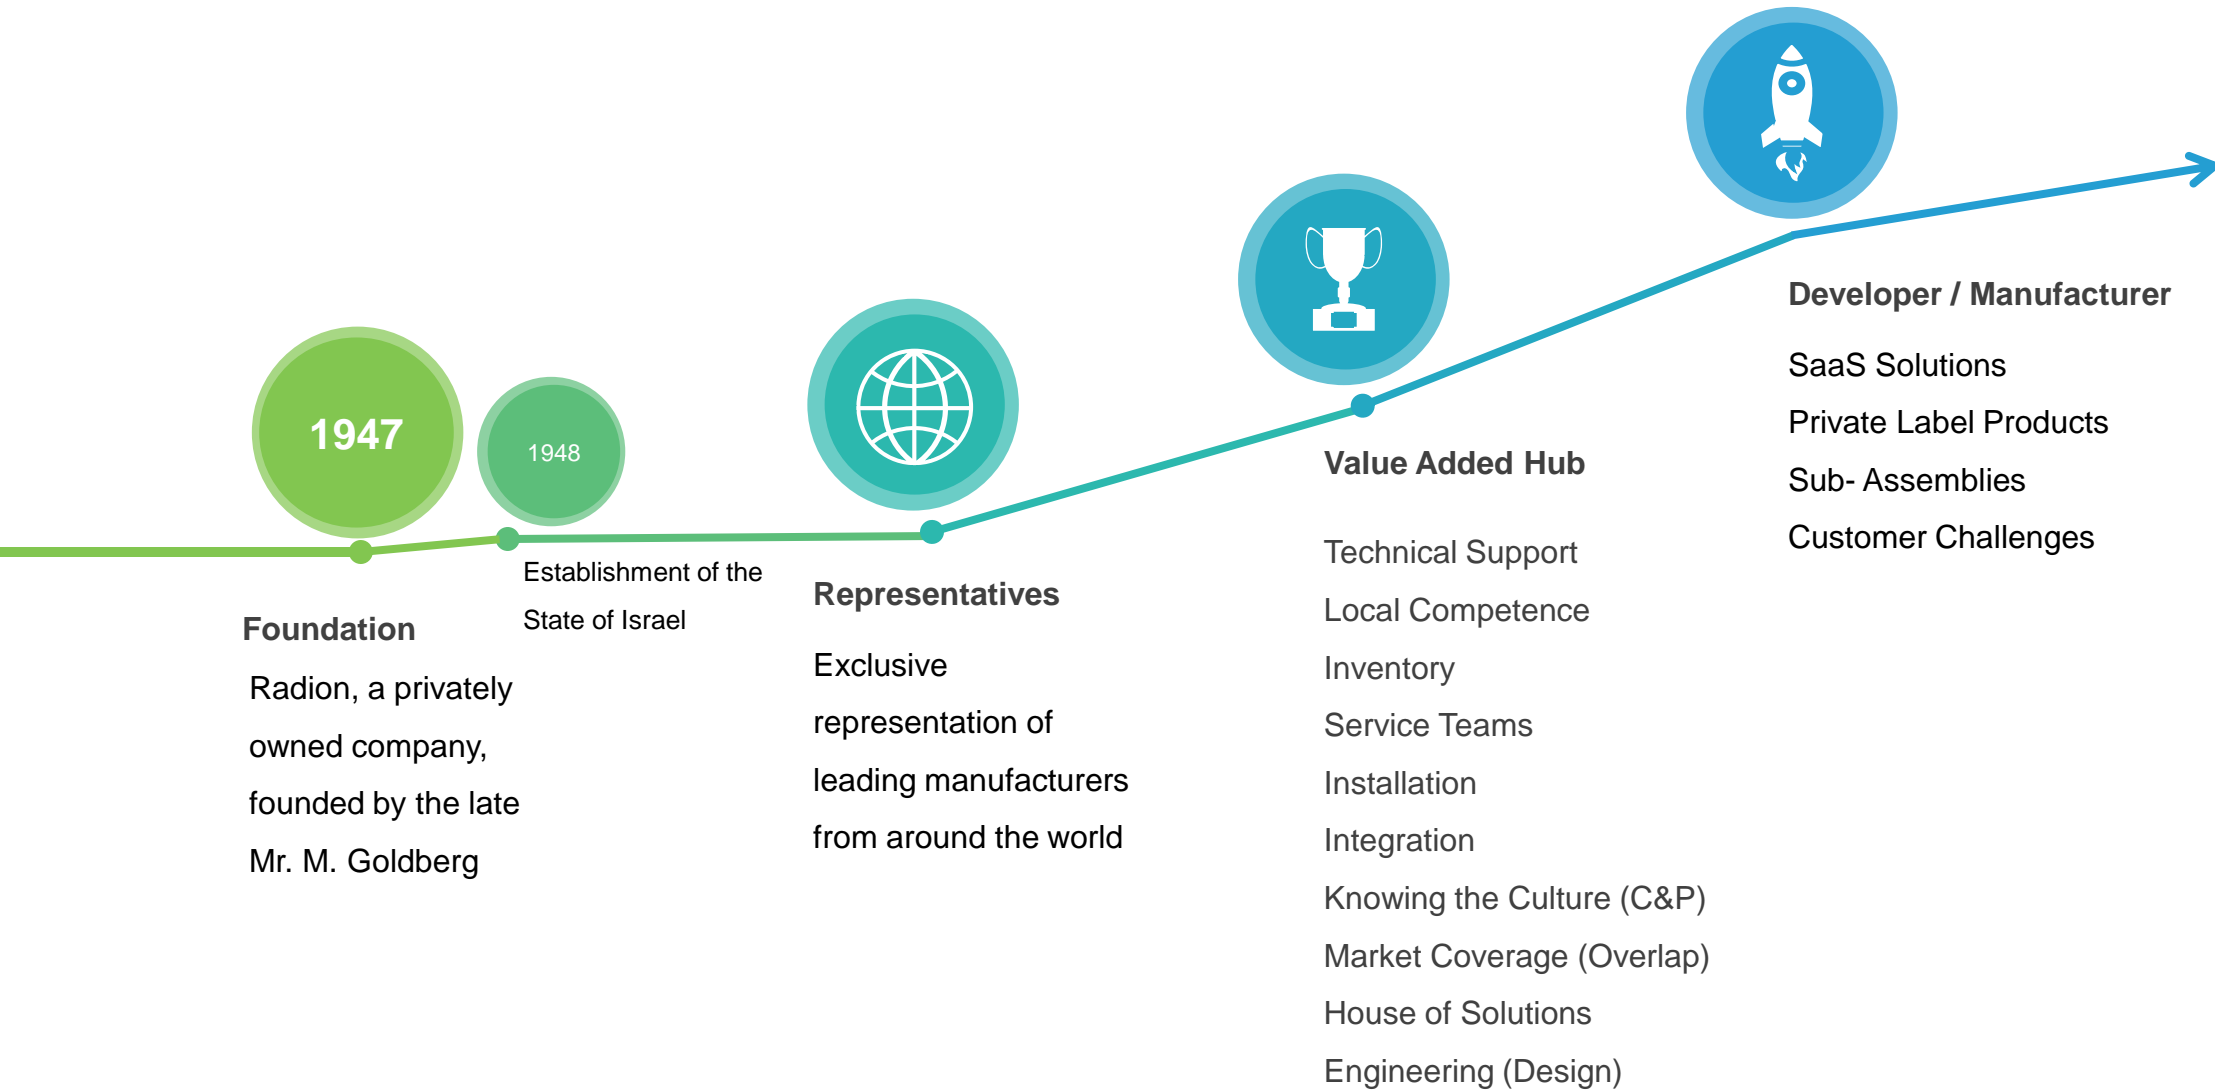 1947
Foundation
Radion, a privately
owned company,
founded by the late
Mr. M. Goldberg
1948
Establishment of the
State of Israel
Representatives
Exclusive
representation of
leading manufacturers
from around the world
Value Added Hub
Technical Support
Local Competence
Inventory
Service Teams
Installation
Integration
Knowing the Culture (C&P)
Market Coverage (Overlap)
House of Solutions
Engineering (Design)
Developer / Manufacturer
SaaS Solutions
Private Label Products
Sub- Assemblies
Customer Challenges